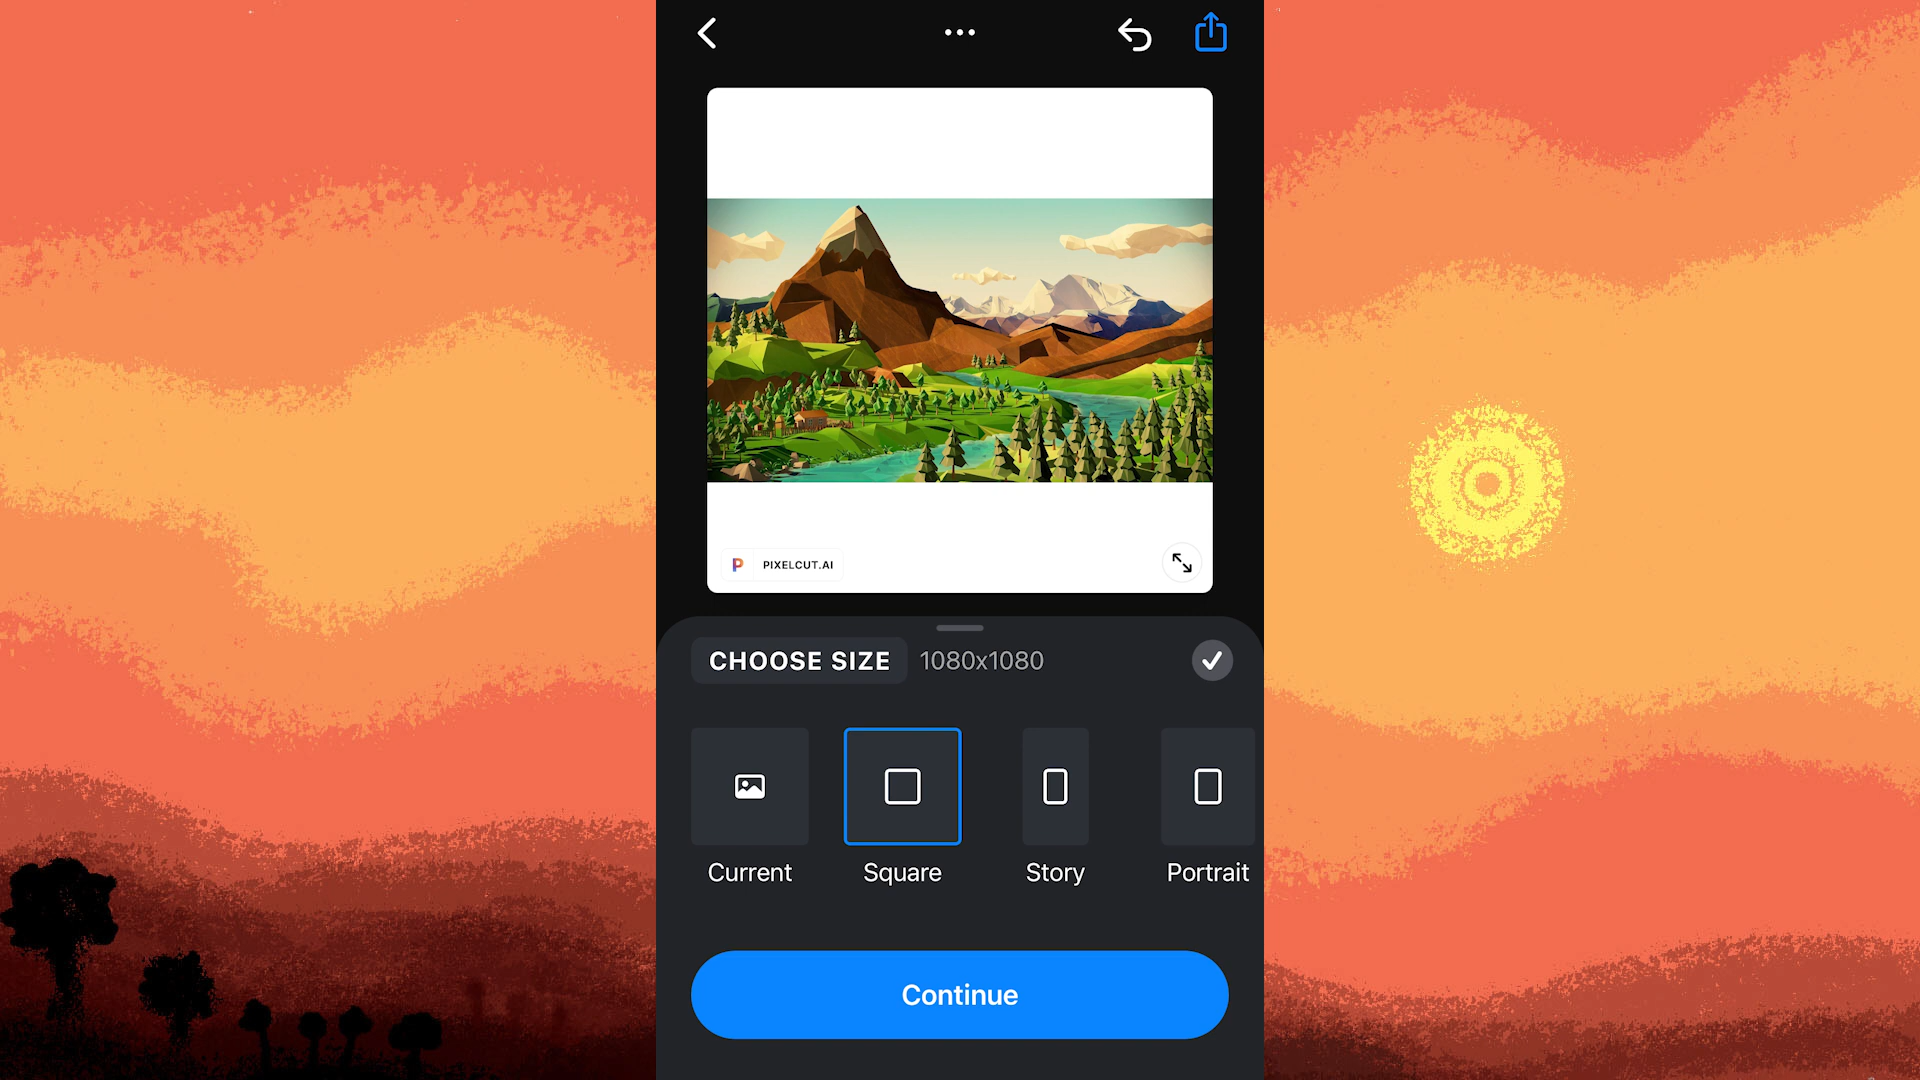 PIXELCUT.AI
CHOOSE SIZE 1080x1080
Current Square Story Portrait
Continue